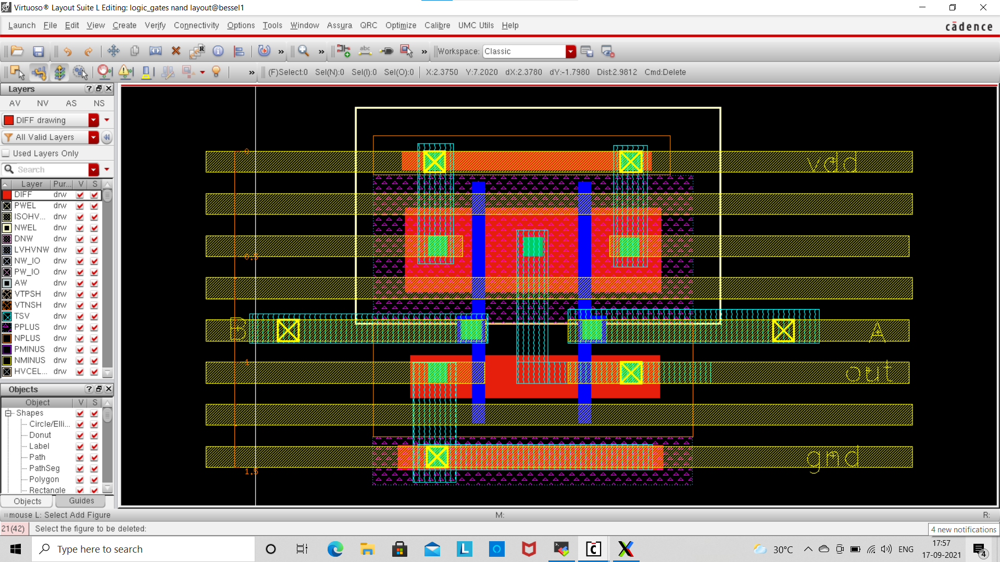 Virtuoso® Layout Suite L Editing: logic_gates nand layout@bessel1
Launch File Edit View Create Verify Connectivity Options Tools Window Assura QRC Optimize Calibre UMC Utils Help
cādence
R abc Workspace: Classic
(F)Select:0 Sel(N):0 Sel(I):0 Sel(O):0 X:2.3750 Y:7.2020 dX:2.3780 dY:-1.7980 Dist:2.9812 Cmd:Delete
Layers
AV NV AS NS
DIFF drawing
All Valid Layers
Used Layers Only
Search
Layer Pur... V S
DIFF drw
PWEL drw
ISOHV... drw
NWEL drw
DNW drw
LVHVNW drw
NW_IO drw
PW_IO drw
AW drw
VTPSH drw
VTNSH drw
TSV drw
PPLUS drw
NPLUS drw
PMINUS drw
NMINUS drw
HVCEL... drw
Objects
Object V S
Shapes
Circle/Elli...
Donut
Label
Path
PathSeg
Polygon
Rectangle
Objects Guides
0
vdd
0.5
B
A
1
out
gnd
1.5
mouse L: Select Add Figure M: R:
21(42) Select the figure to be deleted:
4 new notifications
Type here to search
30°C ENG
17:57
17-09-2021
4